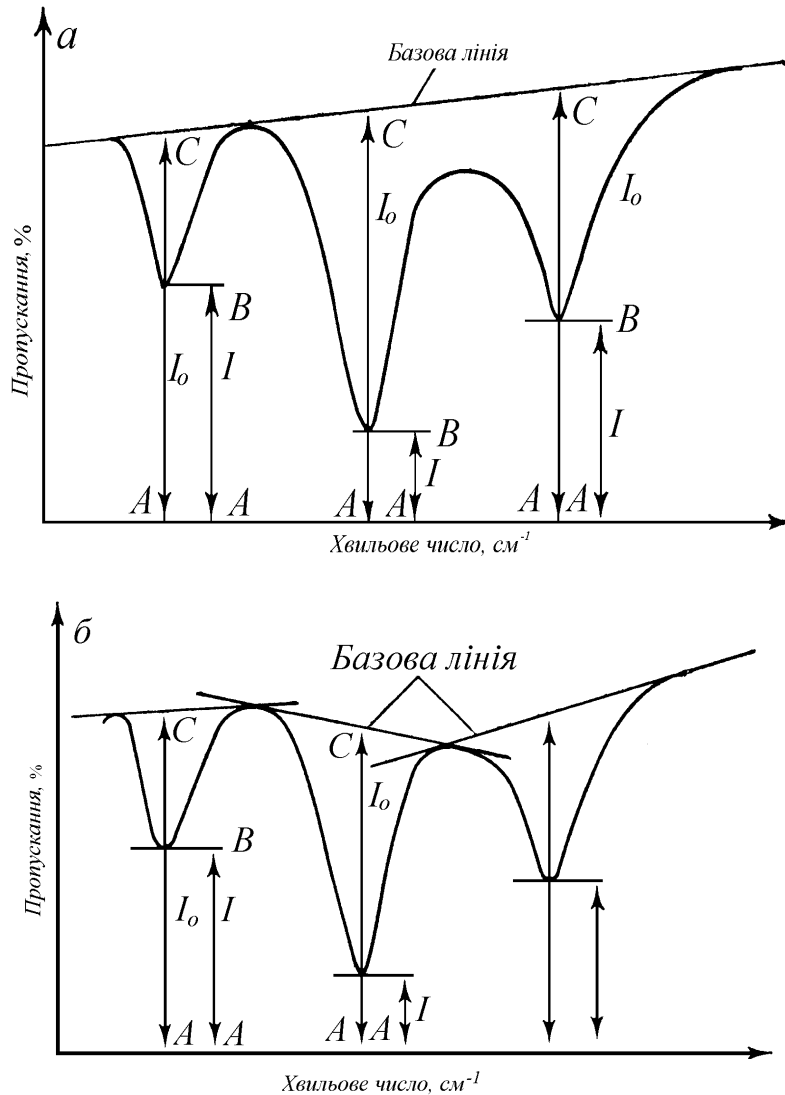 а
Базова лінія
C
C
C
I₀
I₀
B
B
I₀
I
B
I
I
A
A
A
A
A
A
Пропускання, %
Хвильове число, см⁻¹
б
Базова лінія
C
C
I₀
B
I₀
I
I
A
A
A
A
Пропускання, %
Хвильове число, см⁻¹